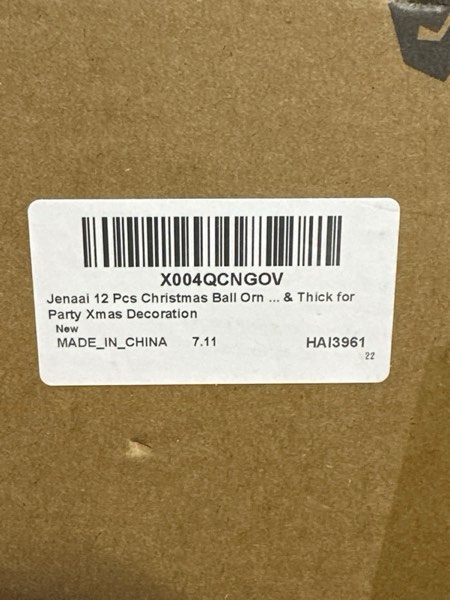 X004QCNGOV
Jenaai 12 Pcs Christmas Ball Orn ... & Thick for
Party Xmas Decoration
New
MADE_IN_CHINA 7.11 HAI3961
22